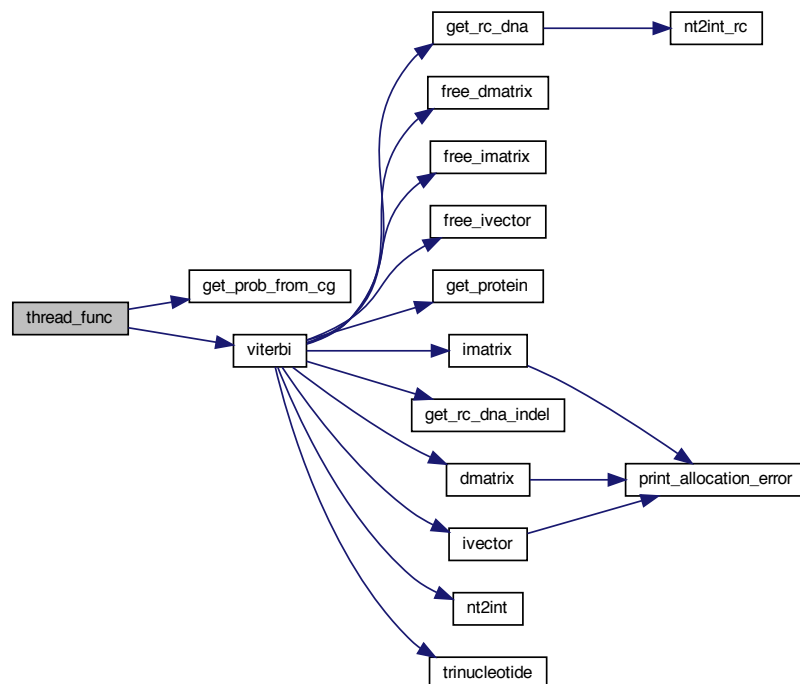 get_rc_dna
nt2int_rc
free_dmatrix
free_imatrix
free_ivector
get_prob_from_cg
get_protein
thread_func
viterbi
imatrix
get_rc_dna_indel
dmatrix
print_allocation_error
ivector
nt2int
trinucleotide